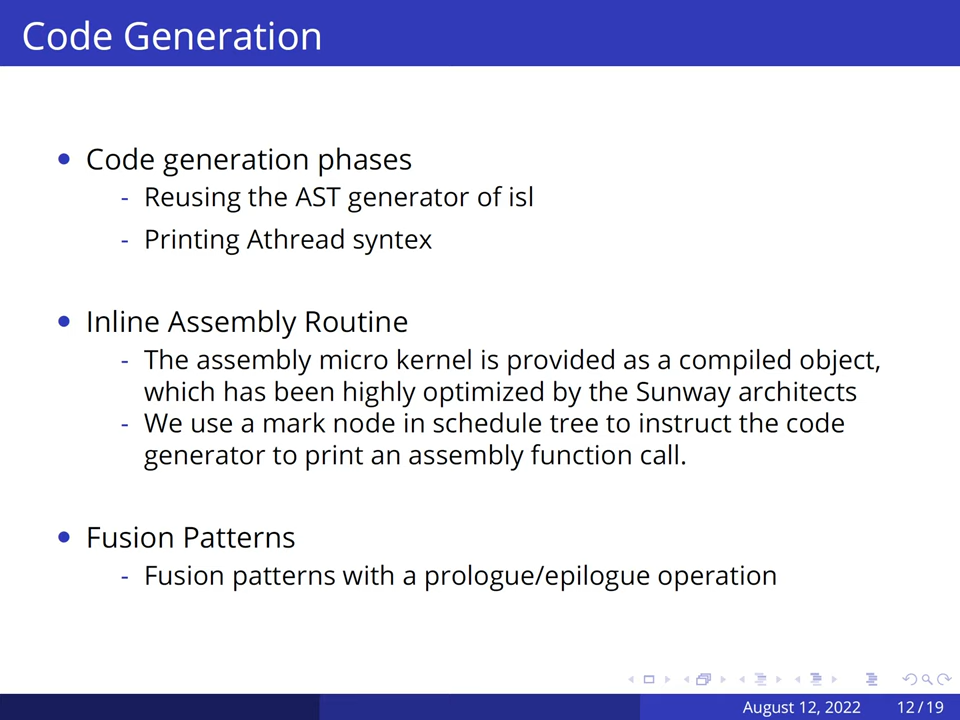 Code Generation
Code generation phases
- Reusing the AST generator of isl
- Printing Athread syntex
Inline Assembly Routine
- The assembly micro kernel is provided as a compiled object,
which has been highly optimized by the Sunway architects
- We use a mark node in schedule tree to instruct the code
generator to print an assembly function call.
Fusion Patterns
- Fusion patterns with a prologue/epilogue operation
August 12, 2022 12 / 19